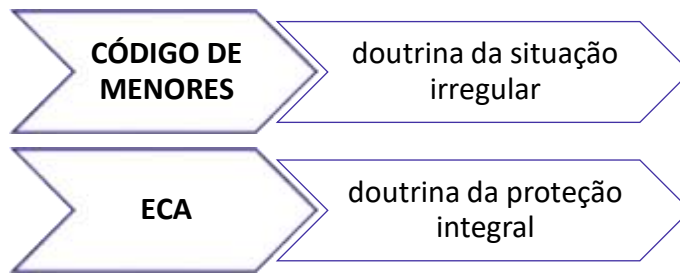 CÓDIGO DE
MENORES
doutrina da situação
irregular
ECA
doutrina da proteção
integral